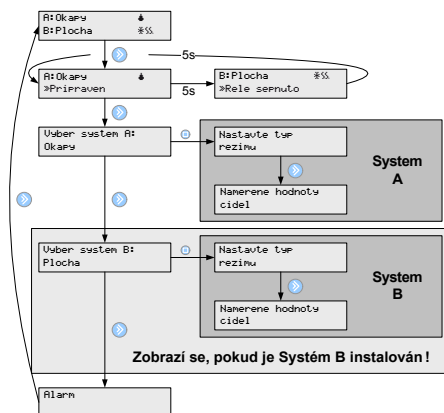 A:Okapy
B:Plocha
5s
A:Okapy
»Pripraven
5s
B:Plocha
»Rele sepnuto
Vyber system A:
Okapy
Nastavte typ
rezimu
System
A
Namerene hodnoty
cidel
Vyber system B:
Plocha
Nastavte typ
rezimu
System
B
Namerene hodnoty
cidel
Zobrazí se, pokud je Systém B instalován !
Alarm